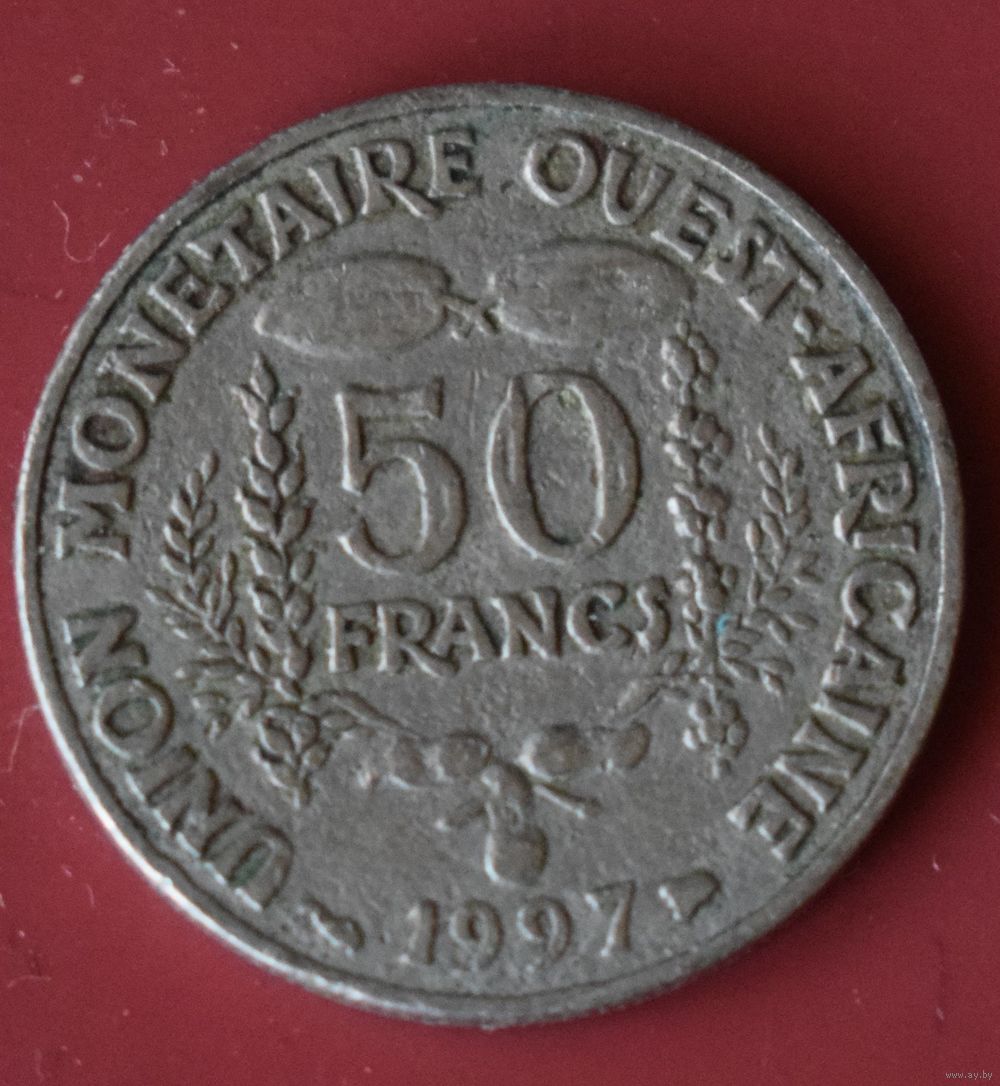 UNION MONETAIRE OUEST-AFRICAINE
50
FRANCS
1997
www.ay.by